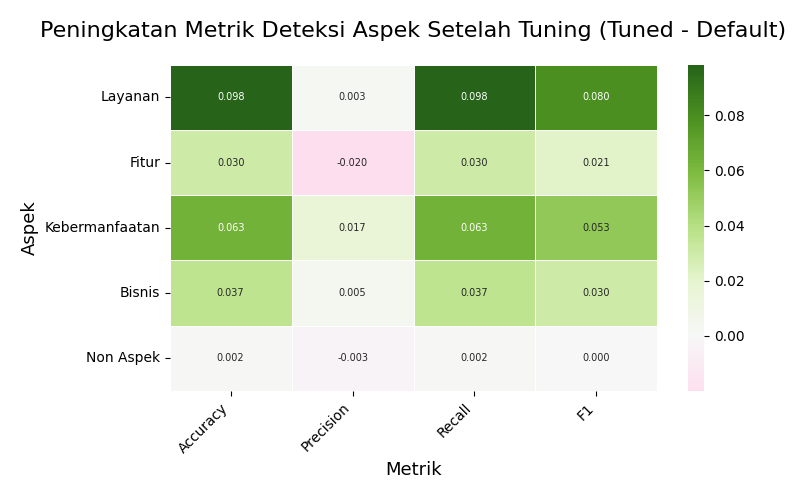 Peningkatan Metrik Deteksi Aspek Setelah Tuning (Tuned - Default)
Aspek
Layanan 0.098 0.003 0.098 0.080
Fitur 0.030 -0.020 0.030 0.021
Kebermanfaatan 0.063 0.017 0.063 0.053
Bisnis 0.037 0.005 0.037 0.030
Non Aspek 0.002 -0.003 0.002 0.000
Accuracy Precision Recall F1
Metrik
0.08
0.06
0.04
0.02
0.00